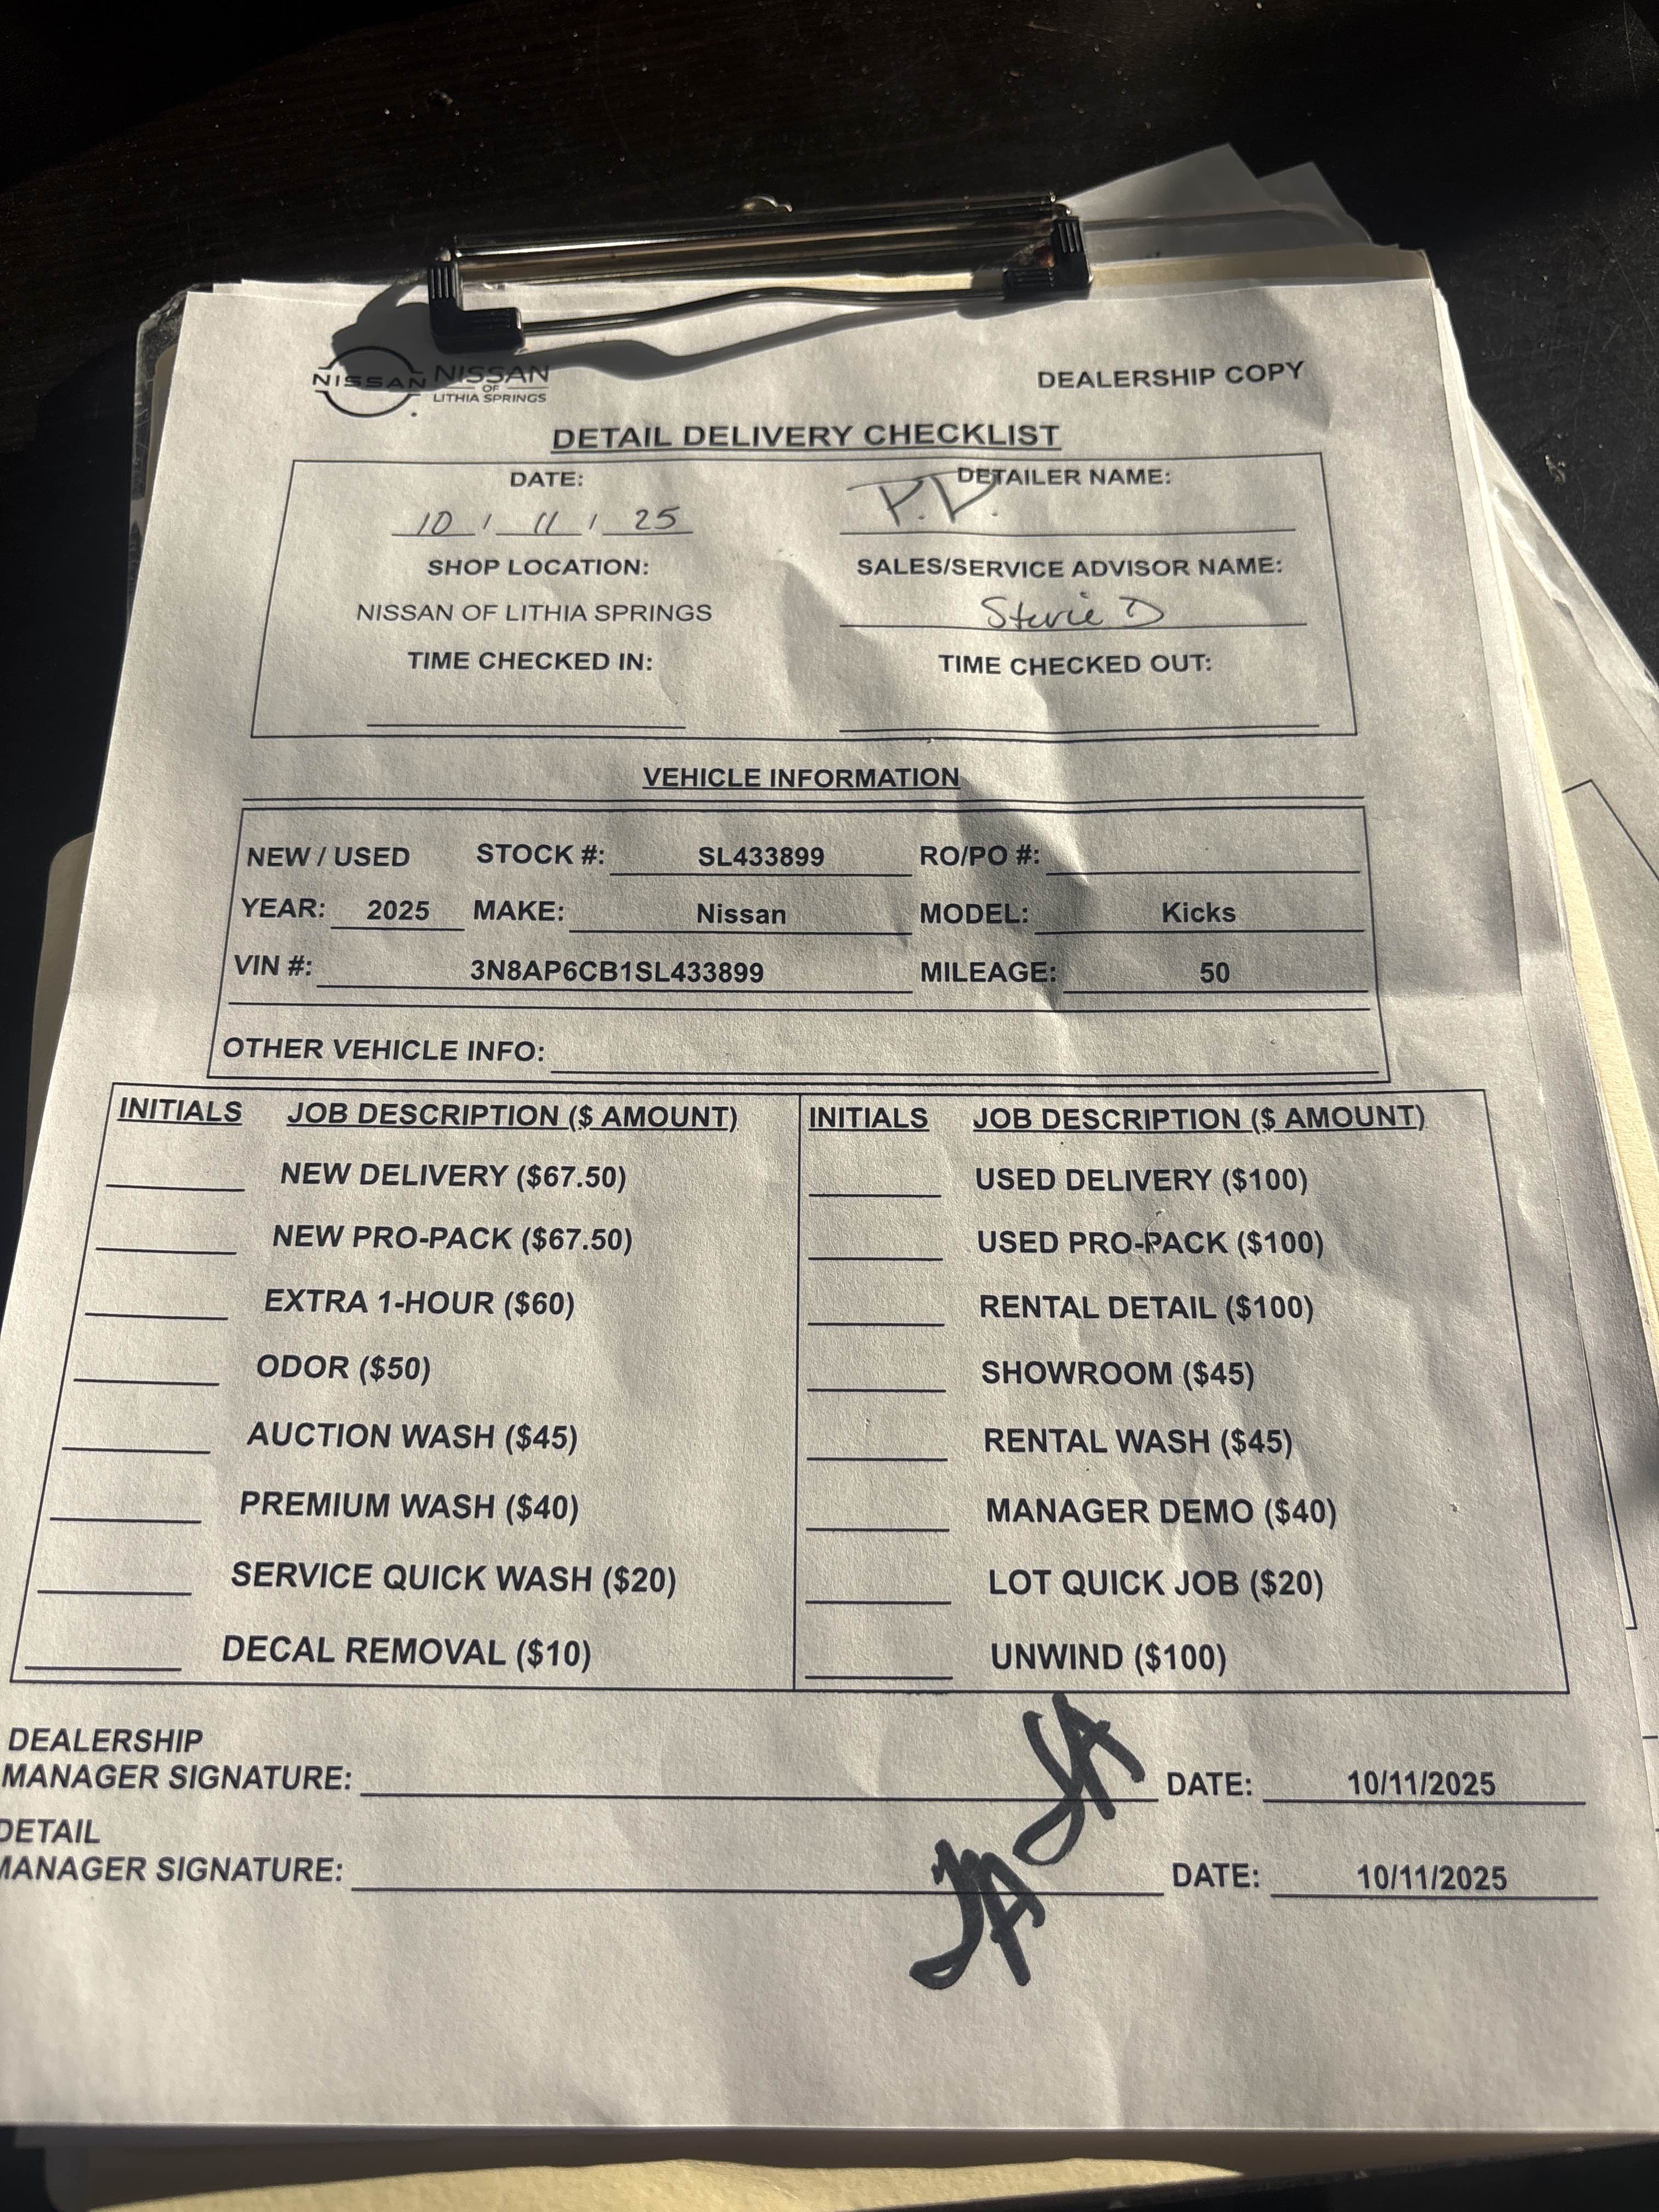 NISSAN NISSAN
OF
LITHIA SPRINGS
DEALERSHIP COPY
DETAIL DELIVERY CHECKLIST
DATE: DETAILER NAME:
10 / 11 / 25 P.V.
SHOP LOCATION: SALES/SERVICE ADVISOR NAME:
NISSAN OF LITHIA SPRINGS Stevie D
TIME CHECKED IN: TIME CHECKED OUT:
VEHICLE INFORMATION
NEW / USED STOCK #: SL433899 RO/PO #:
YEAR: 2025 MAKE: Nissan MODEL: Kicks
VIN #: 3N8AP6CB1SL433899 MILEAGE: 50
OTHER VEHICLE INFO:
INITIALS JOB DESCRIPTION ($ AMOUNT) INITIALS JOB DESCRIPTION ($ AMOUNT)
NEW DELIVERY ($67.50) USED DELIVERY ($100)
NEW PRO-PACK ($67.50) USED PRO-PACK ($100)
EXTRA 1-HOUR ($60) RENTAL DETAIL ($100)
ODOR ($50) SHOWROOM ($45)
AUCTION WASH ($45) RENTAL WASH ($45)
PREMIUM WASH ($40) MANAGER DEMO ($40)
SERVICE QUICK WASH ($20) LOT QUICK JOB ($20)
DECAL REMOVAL ($10) UNWIND ($100)
DEALERSHIP
MANAGER SIGNATURE: JA DATE: 10/11/2025
DETAIL
MANAGER SIGNATURE: JA DATE: 10/11/2025